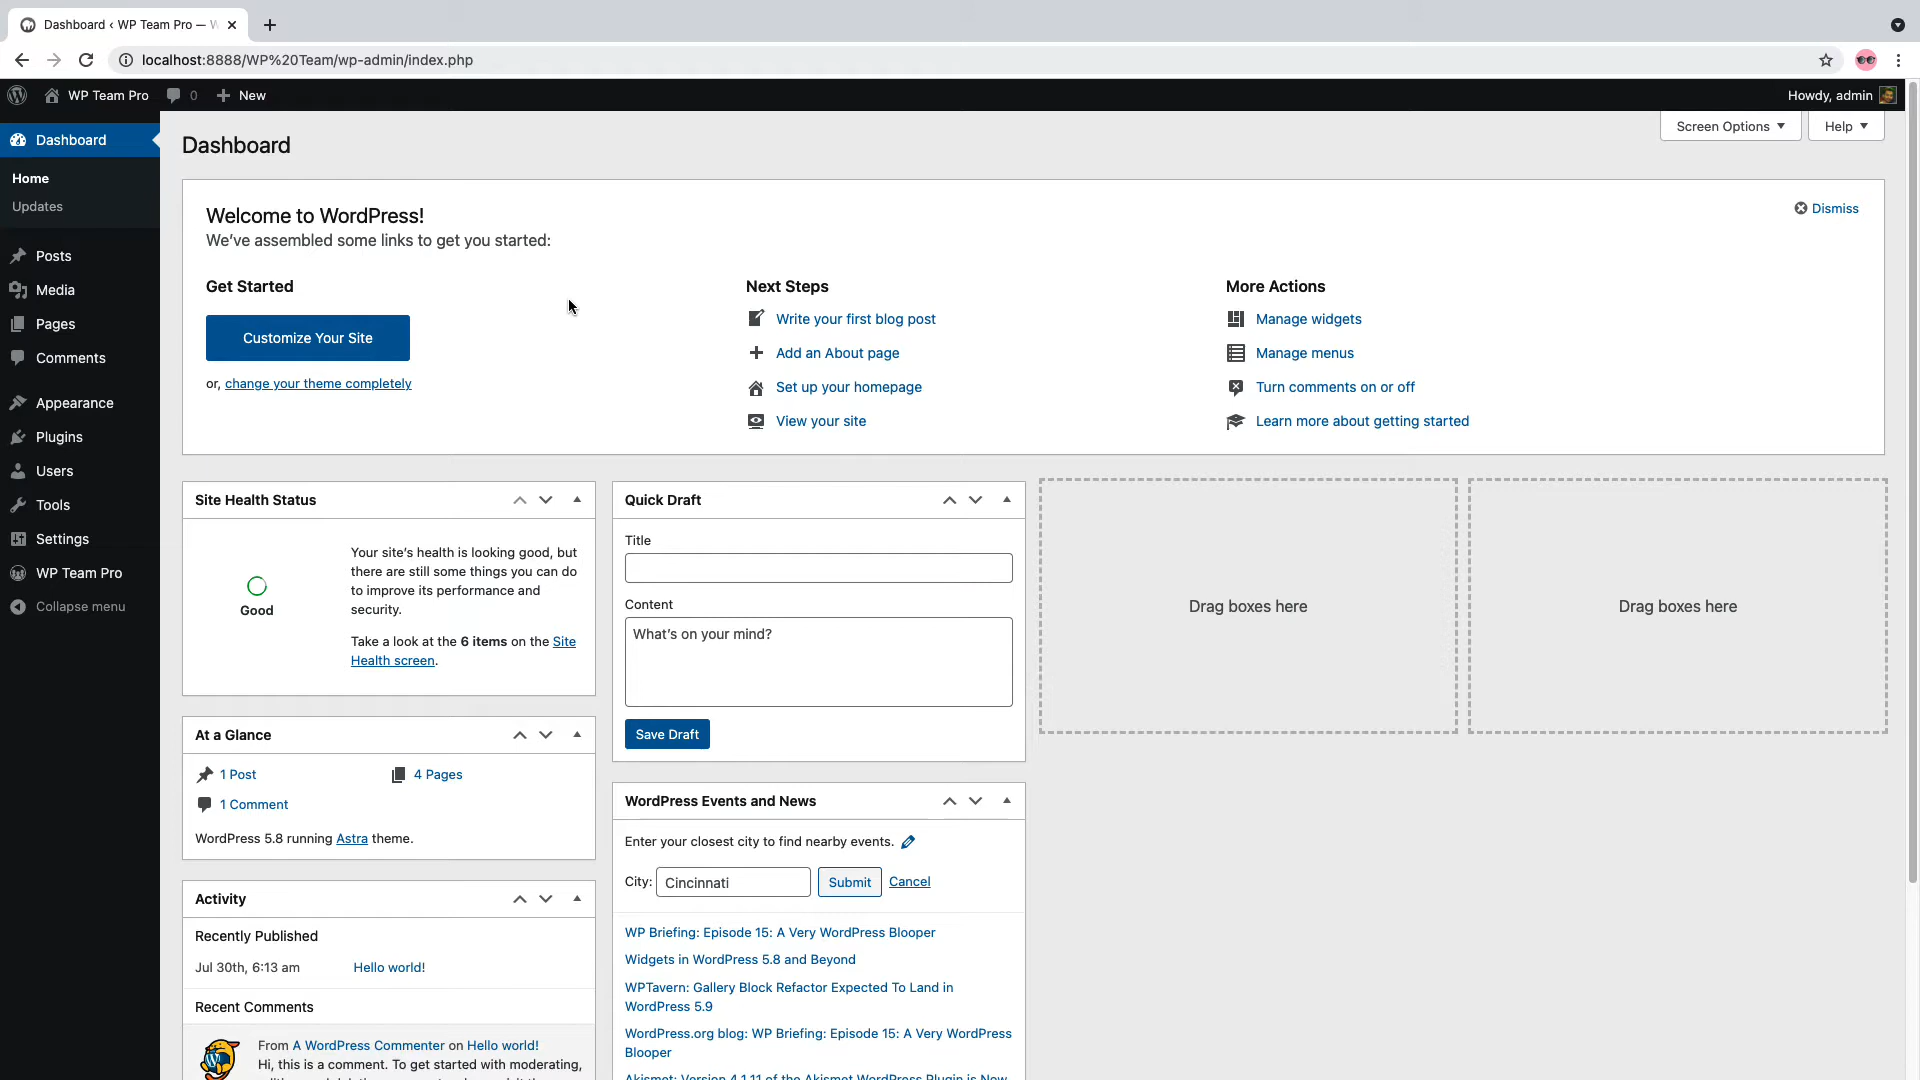 Dashboard ‹ WP Team Pro — W
localhost:8888/WP%20Team/wp-admin/index.php
WP Team Pro
0
New
Howdy, admin
Dashboard
Home
Updates
Posts
Media
Pages
Comments
Appearance
Plugins
Users
Tools
Settings
WP Team Pro
Collapse menu
Dashboard
Screen Options
Help
Welcome to WordPress!
We’ve assembled some links to get you started:
Dismiss
Get Started
Customize Your Site
or, change your theme completely
Next Steps
Write your first blog post
Add an About page
Set up your homepage
View your site
More Actions
Manage widgets
Manage menus
Turn comments on or off
Learn more about getting started
Site Health Status
Good
Your site’s health is looking good, but
there are still some things you can do
to improve its performance and
security.
Take a look at the 6 items on the Site
Health screen.
At a Glance
1 Post
4 Pages
1 Comment
WordPress 5.8 running Astra theme.
Activity
Recently Published
Jul 30th, 6:13 am
Hello world!
Recent Comments
From A WordPress Commenter on Hello world!
Hi, this is a comment. To get started with moderating,
Quick Draft
Title
Content
What’s on your mind?
Save Draft
WordPress Events and News
Enter your closest city to find nearby events.
City:
Cincinnati
Submit
Cancel
WP Briefing: Episode 15: A Very WordPress Blooper
Widgets in WordPress 5.8 and Beyond
WPTavern: Gallery Block Refactor Expected To Land in
WordPress 5.9
WordPress.org blog: WP Briefing: Episode 15: A Very WordPress
Blooper
Akismet: Version 4.1.11 of the Akismet WordPress Plugin is Now
Drag boxes here
Drag boxes here